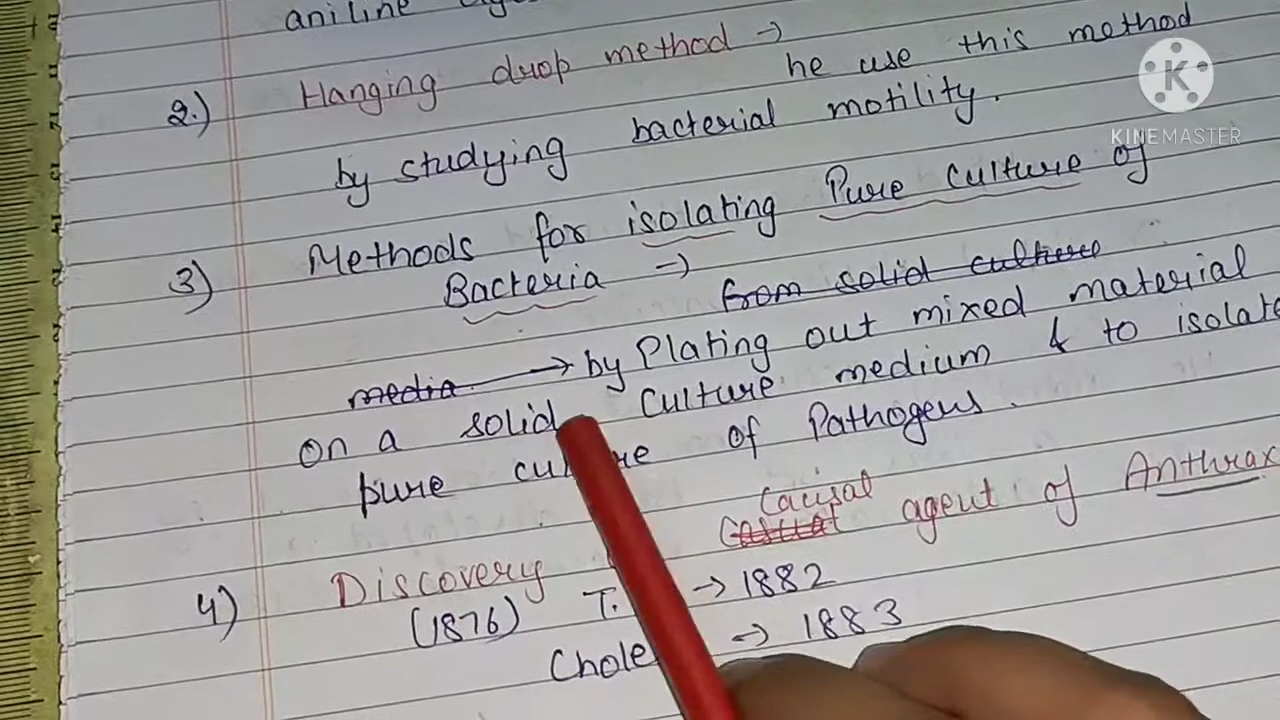 aniline
2.) Hanging drop method →
he use this method
by studying bacterial motility.
3) Methods for isolating Pure Culture of
Bacteria → from solid culture
media → by Plating out mixed material
on a solid culture medium & to isolate
pure culture of Pathogens.
4) Discovery Causal Casual agent of Anthrax
(1876) T. → 1882
Chole → 1883
K
KINEMASTER